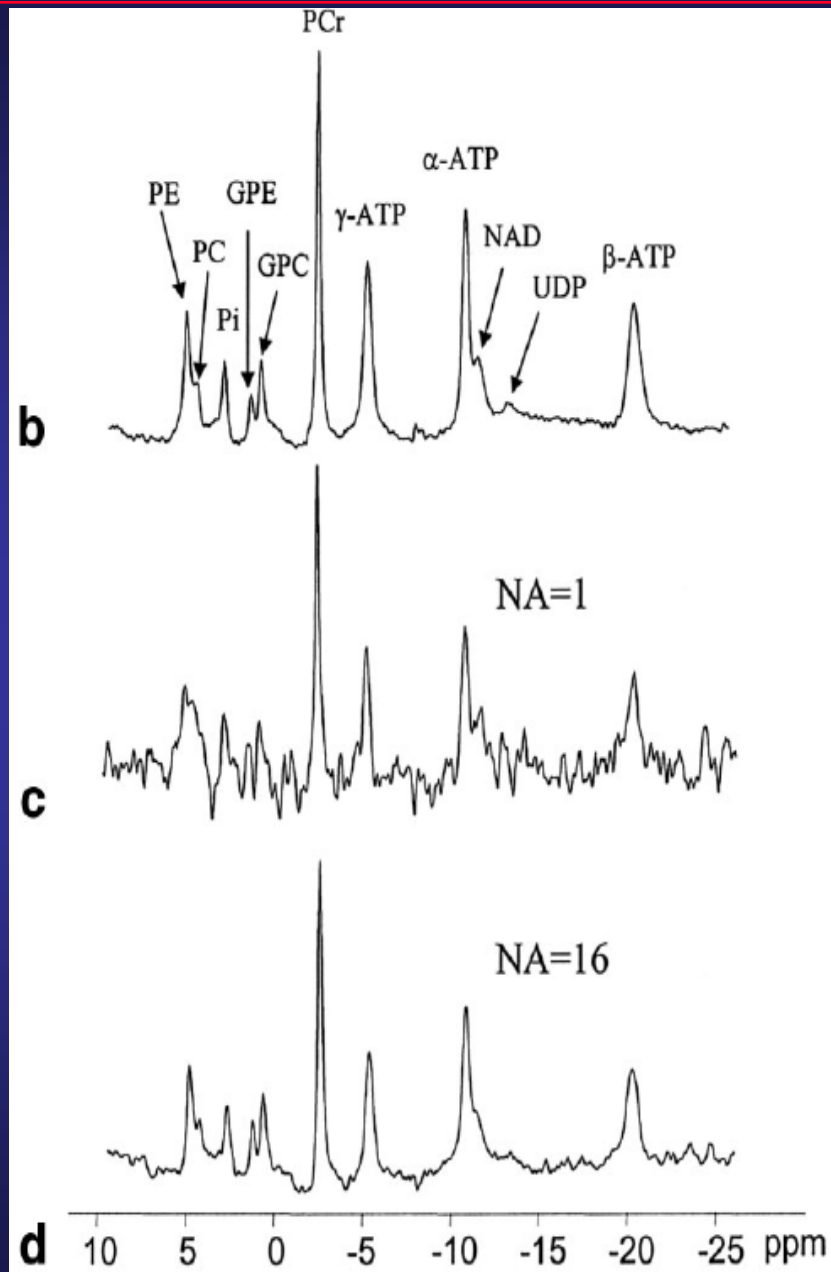 PCr
α-ATP
PE
GPE
γ-ATP
NAD
PC
GPC
β-ATP
UDP
Pi
b
NA=1
c
NA=16
d
10 5 0 -5 -10 -15 -20 -25 ppm